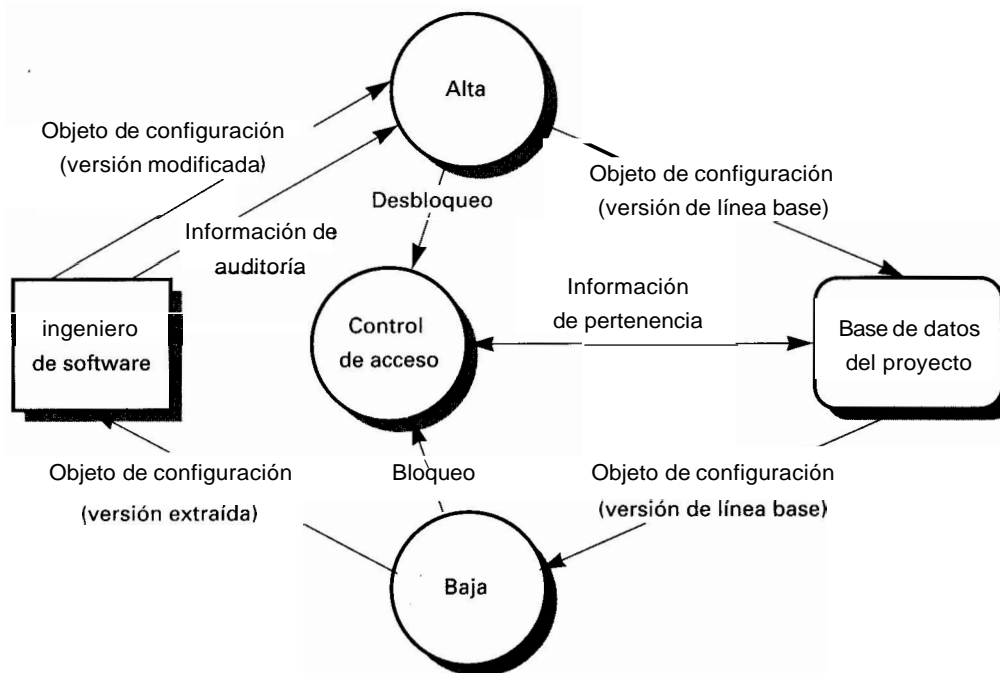 Alta
Objeto de configuración
(versión modificada)
Objeto de configuración
(versión de línea base)
Desbloqueo
Información de
auditoría
Información
de pertenencia
ingeniero
de software
Control
de acceso
Base de datos
del proyecto
Objeto de configuración
(versión extraída)
Bloqueo
Objeto de configuración
(versión de línea base)
Baja